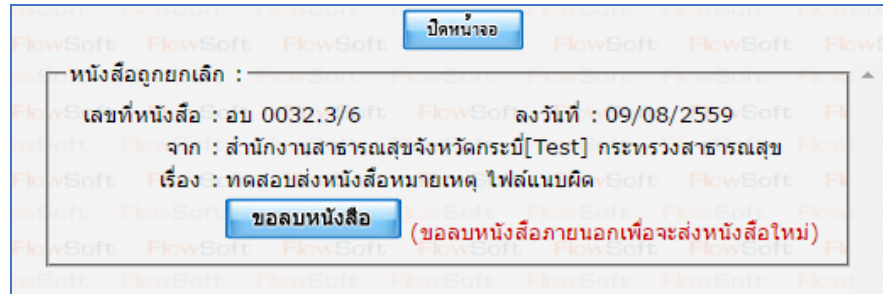 ปิดหน้าจอ
หนังสือถูกยกเลิก :
เลขที่หนังสือ : อบ 0032.3/6 ลงวันที่ : 09/08/2559
จาก : สำนักงานสาธารณสุขจังหวัดกระบี่[Test] กระทรวงสาธารณสุข
เรื่อง : ทดสอบส่งหนังสือหมายเหตุ ไฟล์แนบผิด
ขอลบหนังสือ (ขอลบหนังสือภายนอกเพื่อจะส่งหนังสือใหม่)